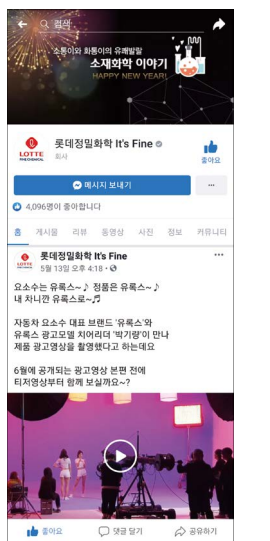 검색
소통이와 화통이의 유쾌발랄
소재화학 이야기
HAPPY NEW YEAR!
LOTTE
FINE CHEMICAL
롯데정밀화학 It's Fine
회사
좋아요
메시지 보내기
4,096명이 좋아합니다
홈 게시물 리뷰 동영상 사진 정보 커뮤니티
LOTTE
롯데정밀화학 It's Fine
5월 13일 오후 4:18
요소수는 유록스~♪ 정품은 유록스~♪
내 차니깐 유록스로~♬
자동차 요소수 대표 브랜드 '유록스'와
유록스 광고모델 치어리더 '박기량'이 만나
제품 광고영상을 촬영했다고 하는데요
6월에 공개되는 광고영상 본편 전에
티저영상부터 함께 보실까요~?
좋아요 댓글 달기 공유하기